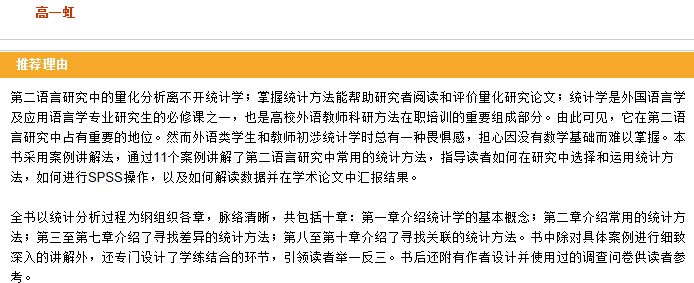 高一虹
推荐理由
第二语言研究中的量化分析离不开统计学；掌握统计方法能帮助研究者阅读和评价量化研究论文；统计学是外国语言学
及应用语言学专业研究生的必修课之一，也是高校外语教师科研方法在职培训的重要组成部分。由此可见，它在第二语
言研究中占有重要的地位。然而外语类学生和教师初涉统计学时总有一种畏惧感，担心因没有数学基础而难以掌握。本
书采用案例讲解法，通过11个案例讲解了第二语言研究中常用的统计方法，指导读者如何在研究中选择和运用统计方
法，如何进行SPSS操作，以及如何解读数据并在学术论文中汇报结果。
全书以统计分析过程为纲组织各章，脉络清晰，共包括十章：第一章介绍统计学的基本概念；第二章介绍常用的统计方
法；第三至第七章介绍了寻找差异的统计方法；第八至第十章介绍了寻找关联的统计方法。书中除对具体案例进行细致
深入的讲解外，还专门设计了学练结合的环节，引领读者举一反三。书后还附有作者设计并使用过的调查问卷供读者参
考。